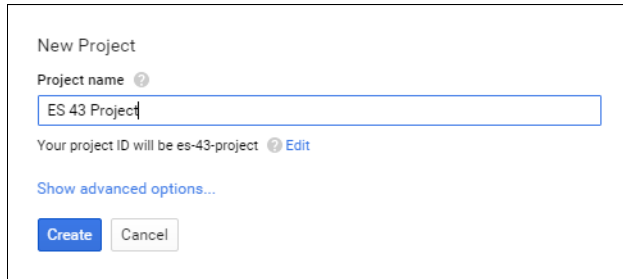 New Project
Project name ?
ES 43 Project
Your project ID will be es-43-project ? Edit
Show advanced options...
Create Cancel